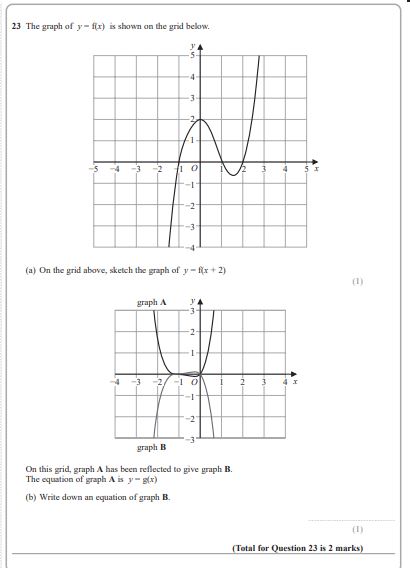 23 The graph of y = f(x) is shown on the grid below.
y
5
4
3
2
1
–5 –4 –3 –2 –1 O 1 2 3 4 5 x
–1
–2
–3
–4
(a) On the grid above, sketch the graph of y = f(x + 2)
(1)
graph A y
3
2
1
–4 –3 –2 –1 O 1 2 3 4 x
–1
–2
–3
graph B
On this grid, graph A has been reflected to give graph B.
The equation of graph A is y = g(x)
(b) Write down an equation of graph B.
(1)
(Total for Question 23 is 2 marks)